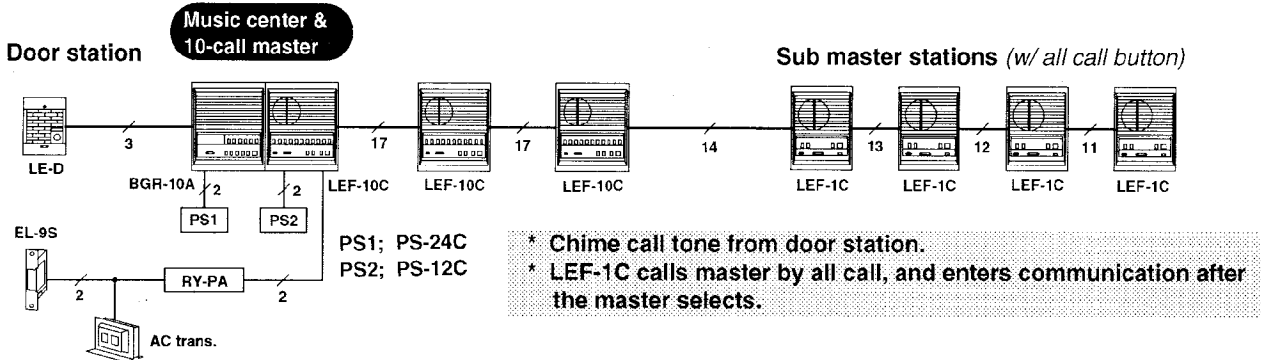 Music center &
10-call master
Door station
Sub master stations (w/ all call button)
3
17
17
14
13
12
11
LE-D
BGR-10A
2
2
LEF-10C
LEF-10C
LEF-10C
LEF-1C
LEF-1C
LEF-1C
LEF-1C
PS1
PS2
EL-9S
PS1; PS-24C
PS2; PS-12C
2
RY-PA
2
AC trans.
* Chime call tone from door station.
* LEF-1C calls master by all call, and enters communication after
the master selects.